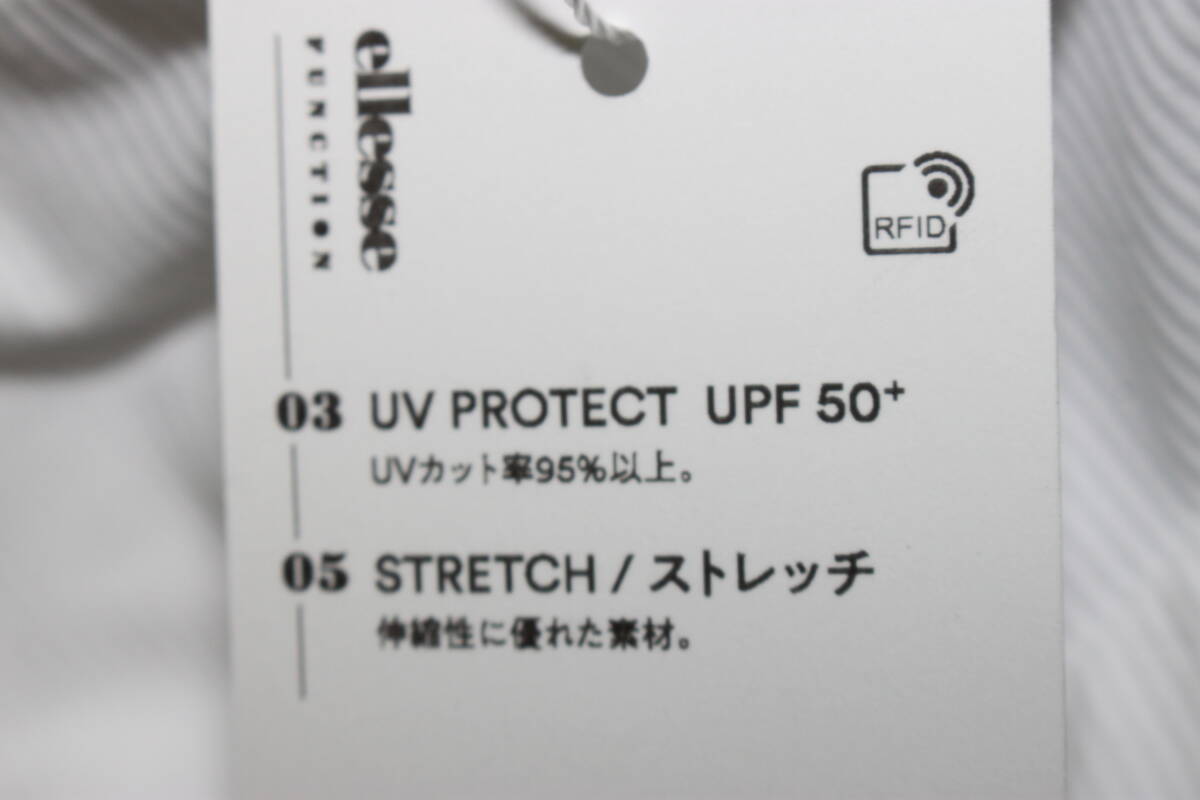 ellesse
FUNCTION
RFID
03 UV PROTECT UPF 50+
UVカット率95%以上。
05 STRETCH / ストレッチ
伸縮性に優れた素材。